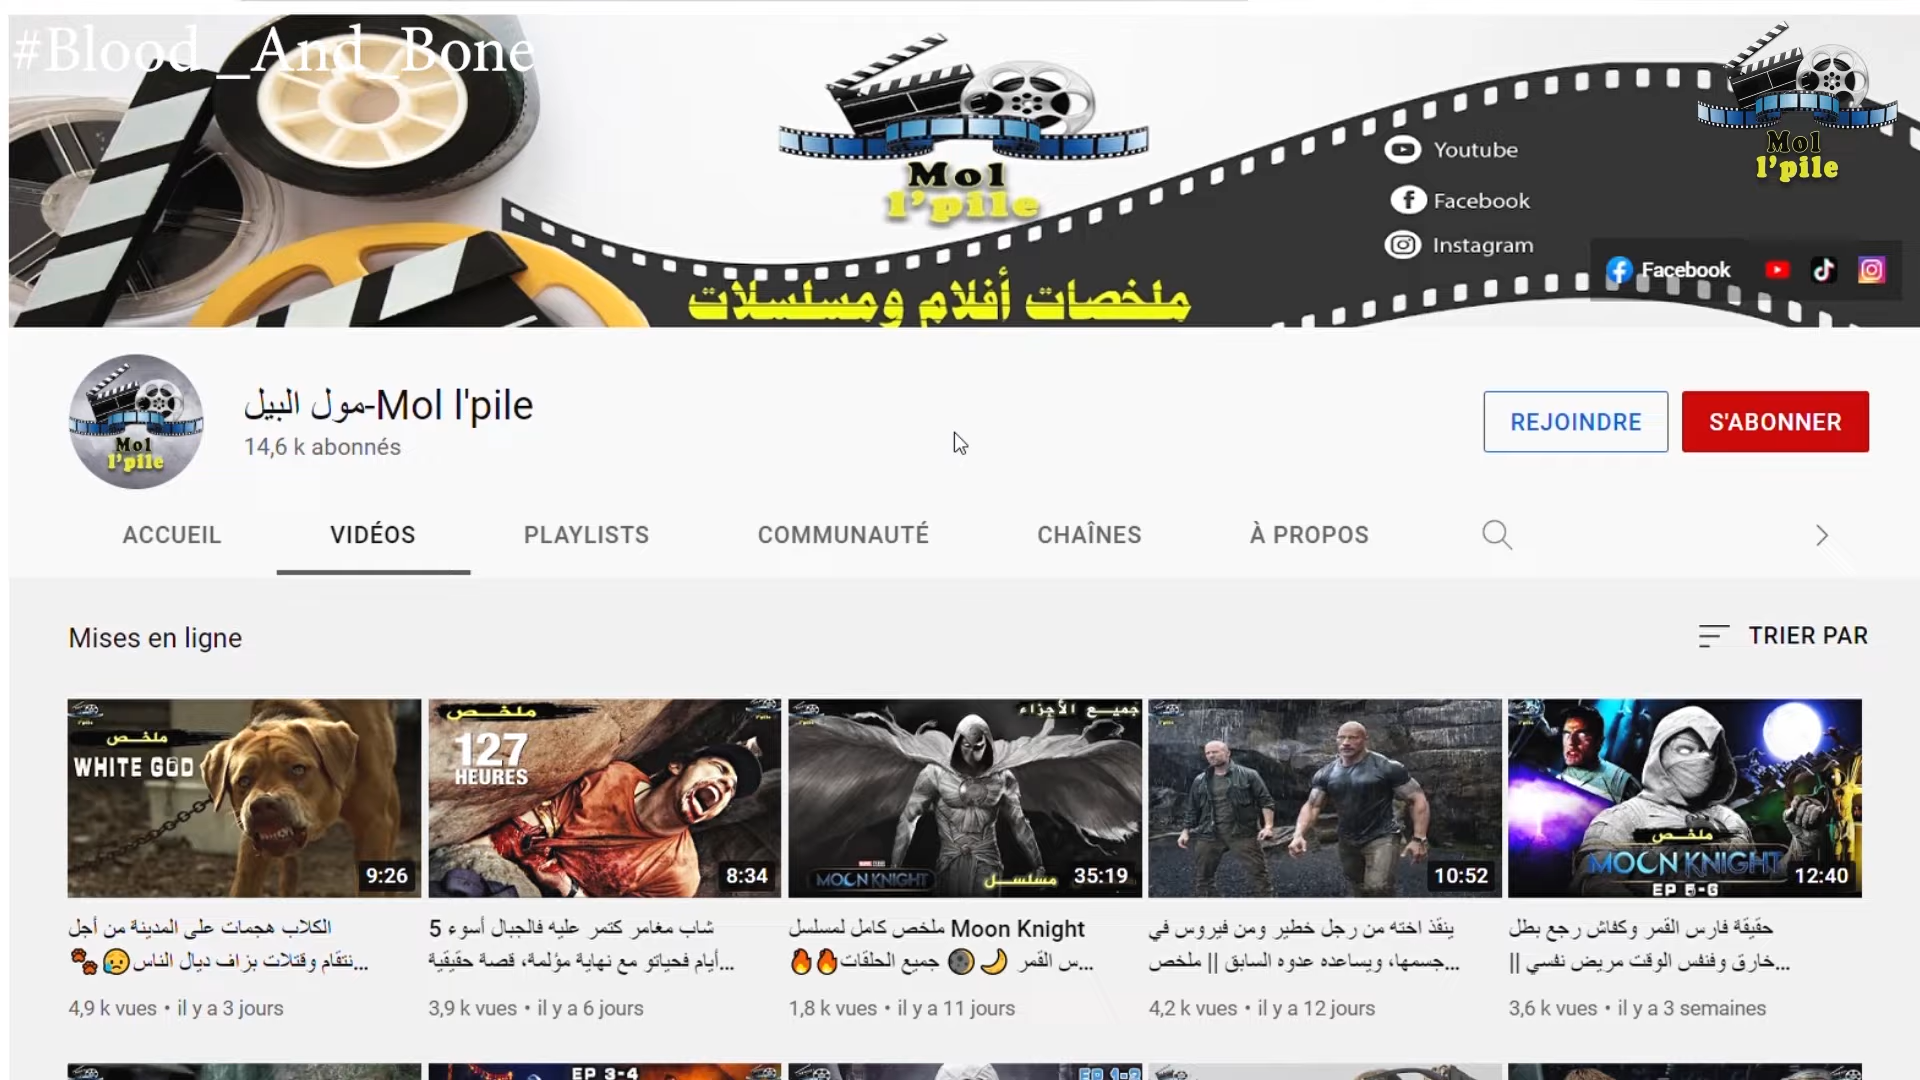 #Blood _And_Bone
Mol
l'pile
Youtube
Facebook
Instagram
Mol
l'pile
Facebook
ملخصات أفلام ومسلسلات
Mol
l'pile
مول البيل-Mol l'pile
14,6 k abonnés
REJOINDRE
S'ABONNER
ACCUEIL
VIDÉOS
PLAYLISTS
COMMUNAUTÉ
CHAÎNES
À PROPOS
Mises en ligne
TRIER PAR
ملخص
WHITE GOD
9:26
ملخص
127
HEURES
8:34
جميع الأجزاء
MOON KNIGHT
مسلسل
35:19
10:52
ملخص
MOON KNIGHT
EP 5-6
12:40
الكلاب هجمات على المدينة من أجل
نتقام وقتلات بزاف ديال الناس😥🐾...
4,9 k vues • il y a 3 jours
شاب مغامر كتمر عليه فالجبال أسوء 5
أيام فحياتو مع نهاية مؤلمة، قصة حقيقية...
3,9 k vues • il y a 6 jours
ملخص كامل لمسلسل Moon Knight
س القمر 🌙🌑 جميع الحلقات🔥🔥...
1,8 k vues • il y a 11 jours
ينقذ اخته من رجل خطير ومن فيروس في
جسمها، ويساعده عدوه السابق || ملخص...
4,2 k vues • il y a 12 jours
حقيقة فارس القمر وكفاش رجع بطل
خارق وفنفس الوقت مريض نفسي ||...
3,6 k vues • il y a 3 semaines
EP 3-4
EP 1-2